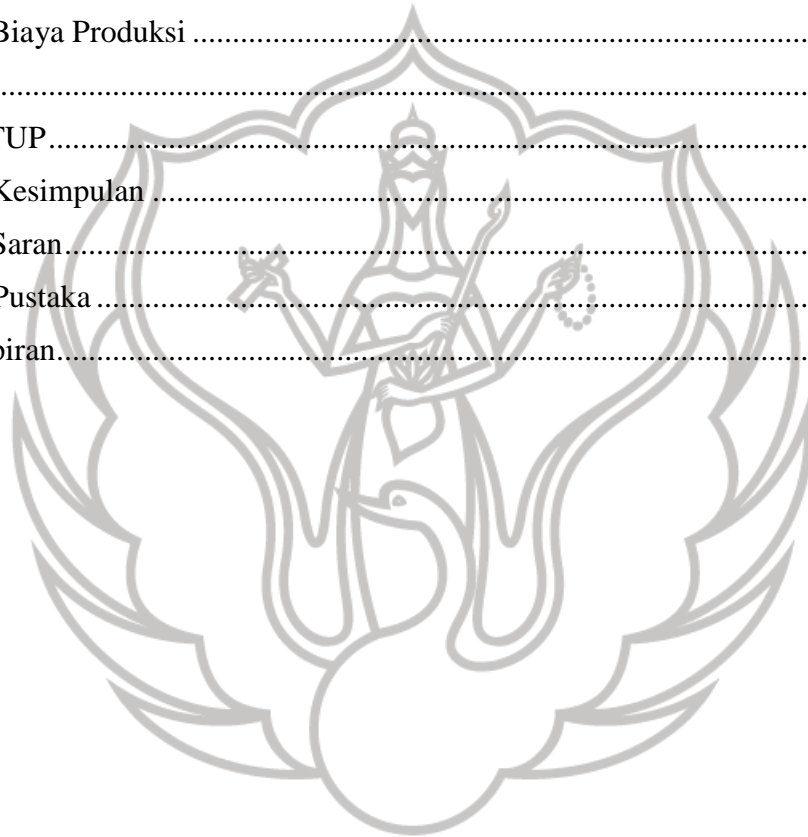 Biaya Produksi ........................................................................................
........................................................................................
TUP........................................................................................
Kesimpulan ........................................................................................
Saran........................................................................................
Pustaka ........................................................................................
piran........................................................................................